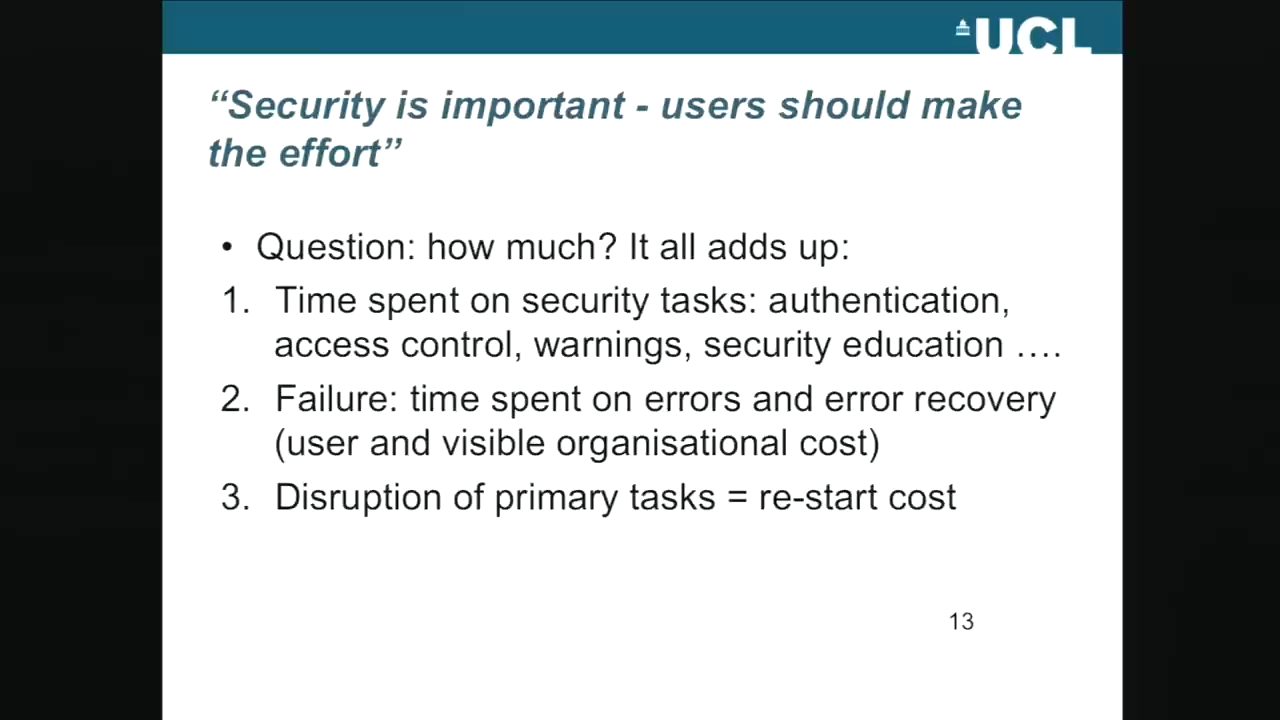 UCL
“Security is important - users should make
the effort”
• Question: how much? It all adds up:
1. Time spent on security tasks: authentication,
access control, warnings, security education ….
2. Failure: time spent on errors and error recovery
(user and visible organisational cost)
3. Disruption of primary tasks = re-start cost
13